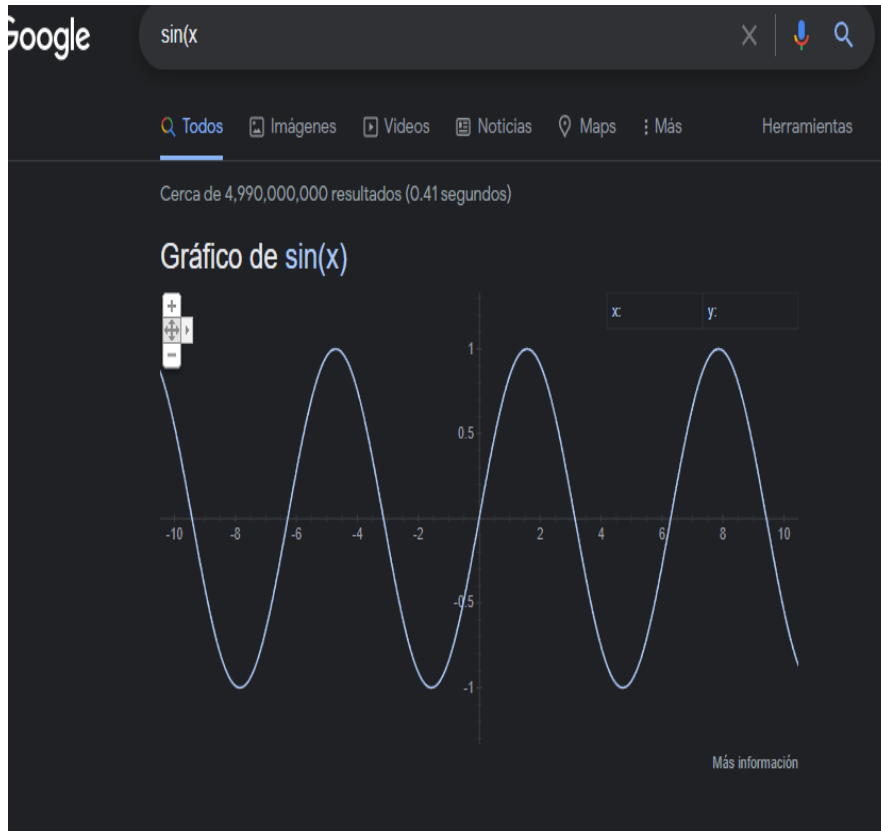 Google
sin(x
Todos Imágenes Videos Noticias Maps Más Herramientas
Cerca de 4,990,000,000 resultados (0.41 segundos)
Gráfico de sin(x)
+
x: y:
−
1
0.5
-10 -8 -6 -4 -2 2 4 6 8 10
-0.5
-1
Más información